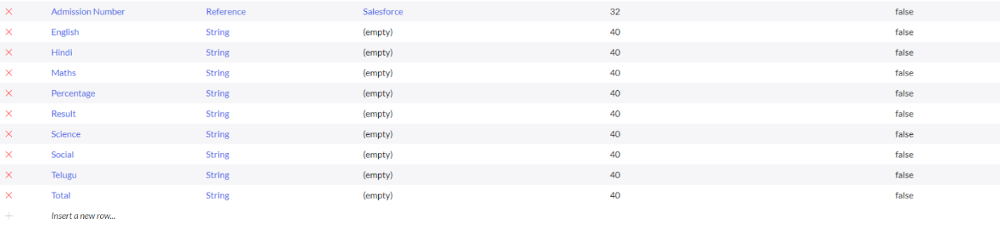 Admission Number Reference Salesforce 32 false
English String (empty) 40 false
Hindi String (empty) 40 false
Maths String (empty) 40 false
Percentage String (empty) 40 false
Result String (empty) 40 false
Science String (empty) 40 false
Social String (empty) 40 false
Telugu String (empty) 40 false
Total String (empty) 40 false
Insert a new row...